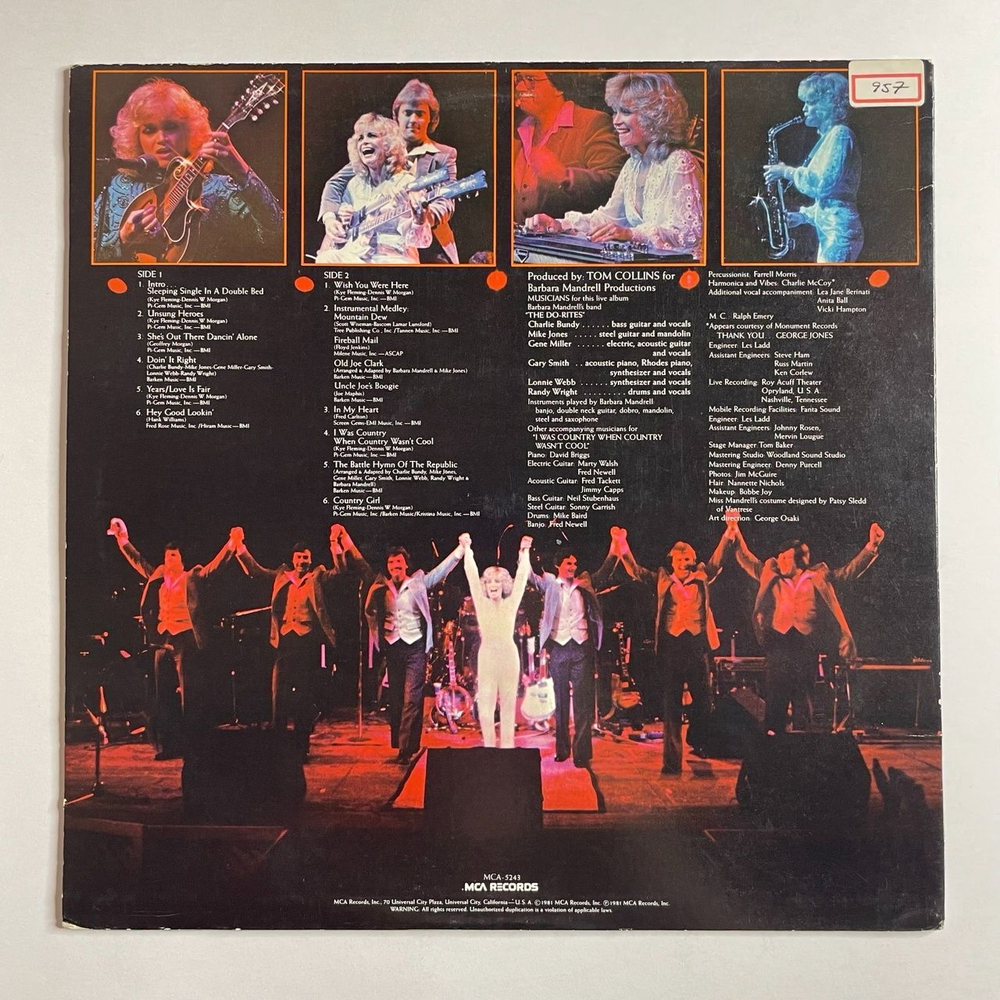 957
SIDE 1
1. Intro . . .
Sleeping Single In A Double Bed
(Kye Fleming-Dennis W. Morgan)
Pi-Gem Music, Inc.—BMI
2. Unsung Heroes
(Kye Fleming-Dennis W. Morgan)
Pi-Gem Music, Inc.—BMI
3. She's Out There Dancin' Alone
(Geoffrey Morgan)
Pi-Gem Music, Inc.—BMI
4. Doin' It Right
(Charlie Bundy-Mike Jones-Gene Miller-Gary Smith-
Lonnie Webb-Randy Wright)
Barken Music—BMI
5. Years/Love Is Fair
(Kye Fleming-Dennis W. Morgan)
Pi-Gem Music, Inc.—BMI
6. Hey Good Lookin'
(Hank Williams)
Fred Rose Music, Inc./Hiram Music—BMI
SIDE 2
1. Wish You Were Here
(Kye Fleming-Dennis W. Morgan)
Pi-Gem Music, Inc.—BMI
2. Instrumental Medley:
Mountain Dew
(Scott Wiseman-Bascom Lamar Lunsford)
Tree Publishing Co., Inc./Tannen Music, Inc.—BMI
Fireball Mail
(Floyd Jenkins)
Milene Music, Inc.—ASCAP
Old Joe Clark
(Arranged & Adapted by Barbara Mandrell & Mike Jones)
Barken Music—BMI
Uncle Joe's Boogie
(Joe Maphis)
Barken Music—BMI
3. In My Heart
(Fred Carlson)
Screen Gems-EMI Music, Inc.—BMI
4. I Was Country
When Country Wasn't Cool
(Kye Fleming-Dennis W. Morgan)
Pi-Gem Music, Inc.—BMI
5. The Battle Hymn Of The Republic
(Arranged & Adapted by Charlie Bundy, Mike Jones,
Gene Miller, Gary Smith, Lonnie Webb, Randy Wright &
Barbara Mandrell)
Barken Music—BMI
6. Country Girl
(Kye Fleming-Dennis W. Morgan)
Pi-Gem Music, Inc./Barken Music/Kristina Music, Inc.—BMI
Produced by: TOM COLLINS for
Barbara Mandrell Productions
MUSICIANS for this live album
Barbara Mandrell's band
"THE DO-RITES"
Charlie Bundy . . . . . . bass guitar and vocals
Mike Jones . . . . . steel guitar and mandolin
Gene Miller . . . . . . . electric, acoustic guitar
and vocals
Gary Smith . . acoustic piano, Rhodes piano,
synthesizer and vocals
Lonnie Webb . . . . . . . synthesizer and vocals
Randy Wright . . . . . . . . . drums and vocals
Instruments played by Barbara Mandrell
banjo, double neck guitar, dobro, mandolin,
steel and saxophone
Other accompanying musicians for
"I WAS COUNTRY WHEN COUNTRY
WASN'T COOL"
Piano: David Briggs
Electric Guitar: Marty Walsh
Fred Newell
Acoustic Guitar: Fred Tackett
Jimmy Capps
Bass Guitar: Neil Stubenhaus
Steel Guitar: Sonny Garrish
Drums: Mike Baird
Banjo: Fred Newell
Percussionist: Farrell Morris
Harmonica and Vibes: Charlie McCoy*
Additional vocal accompaniment: Lea Jane Berinati
Anita Ball
Vicki Hampton
M.C.: Ralph Emery
*Appears courtesy of Monument Records
THANK YOU . . GEORGE JONES
Engineer: Les Ladd
Assistant Engineers: Steve Ham
Russ Martin
Ken Corlew
Live Recording: Roy Acuff Theater
Opryland, U.S.A.
Nashville, Tennessee
Mobile Recording Facilities: Fanta Sound
Engineer: Les Ladd
Assistant Engineers: Johnny Rosen,
Mervin Lougue
Stage Manager: Tom Baker
Mastering Studio: Woodland Sound Studio
Mastering Engineer: Denny Purcell
Photos: Jim McGuire
Hair: Nannette Nichols
Makeup: Bobbe Joy
Miss Mandrell's costume designed by Patsy Sledd
of Vantrese
Art direction: George Osaki
MCA-5243
MCA RECORDS
MCA Records, Inc., 70 Universal City Plaza, Universal City, California—U.S.A. ©1981 MCA Records, Inc. ℗1981 MCA Records, Inc.
WARNING: All rights reserved. Unauthorized duplication is a violation of applicable laws.